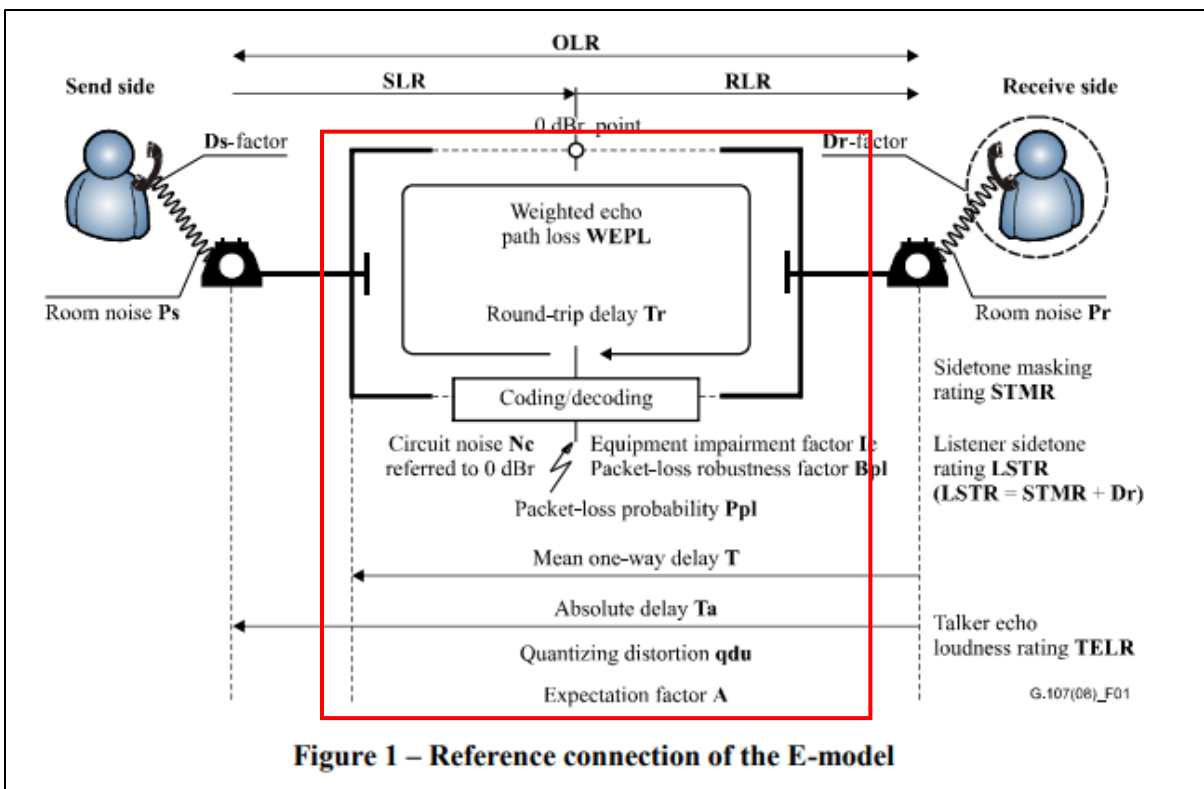 OLR
Send side
SLR
RLR
Receive side
0 dBr point
Ds-factor
Dr-factor
Weighted echo
path loss WEPL
Room noise Ps
Round-trip delay Tr
Room noise Pr
Sidetone masking
rating STMR
Coding/decoding
Circuit noise Nc
referred to 0 dBr
Equipment impairment factor Ie
Packet-loss robustness factor Bpl
Listener sidetone
rating LSTR
(LSTR = STMR + Dr)
Packet-loss probability Ppl
Mean one-way delay T
Absolute delay Ta
Talker echo
loudness rating TELR
Quantizing distortion qdu
Expectation factor A
G.107(08)_F01
Figure 1 – Reference connection of the E-model